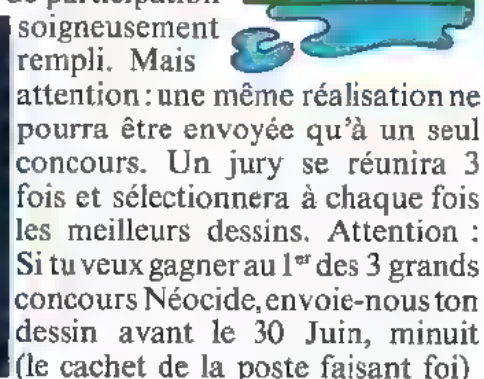 de participation
soigneusement
rempli. Mais
attention : une même réalisation ne
pourra être envoyée qu'à un seul
concours. Un jury se réunira 3
fois et sélectionnera à chaque fois
les meilleurs dessins. Attention :
Si tu veux gagner au 1er des 3 grands
concours Néocide, envoie-nous ton
dessin avant le 30 Juin, minuit
(le cachet de la poste faisant foi)